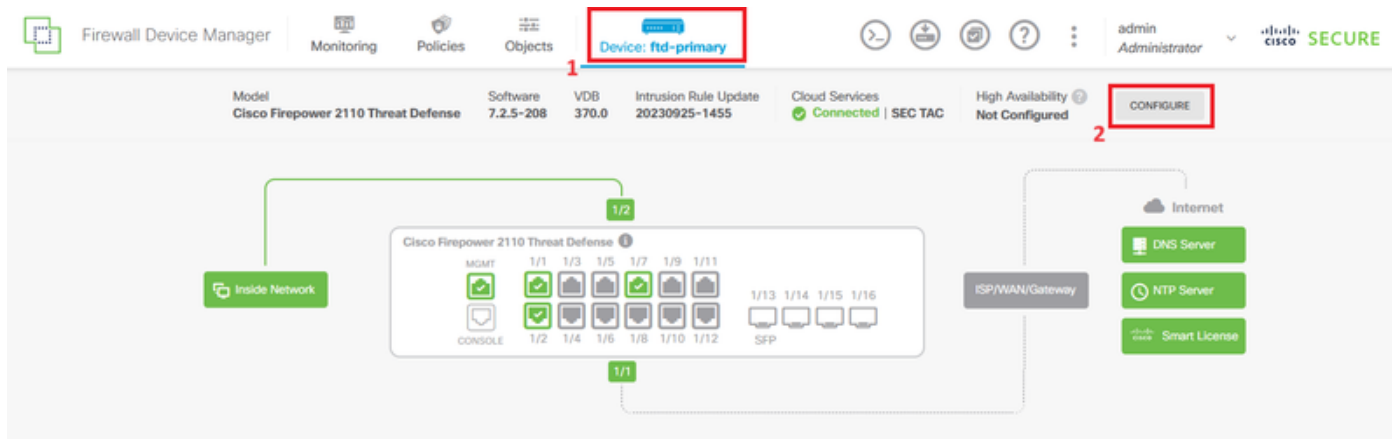 Firewall Device Manager
Monitoring
Policies
Objects
Device: ftd-primary
admin
Administrator
cisco SECURE
1
Model
Cisco Firepower 2110 Threat Defense
Software
7.2.5-208
VDB
370.0
Intrusion Rule Update
20230925-1455
Cloud Services
Connected | SEC TAC
High Availability ?
Not Configured
CONFIGURE
2
1/2
Internet
Cisco Firepower 2110 Threat Defense
MGMT 1/1 1/3 1/5 1/7 1/9 1/11
DNS Server
Inside Network
1/13 1/14 1/15 1/16
ISP/WAN/Gateway
NTP Server
CONSOLE 1/2 1/4 1/6 1/8 1/10 1/12 SFP
cisco Smart License
1/1